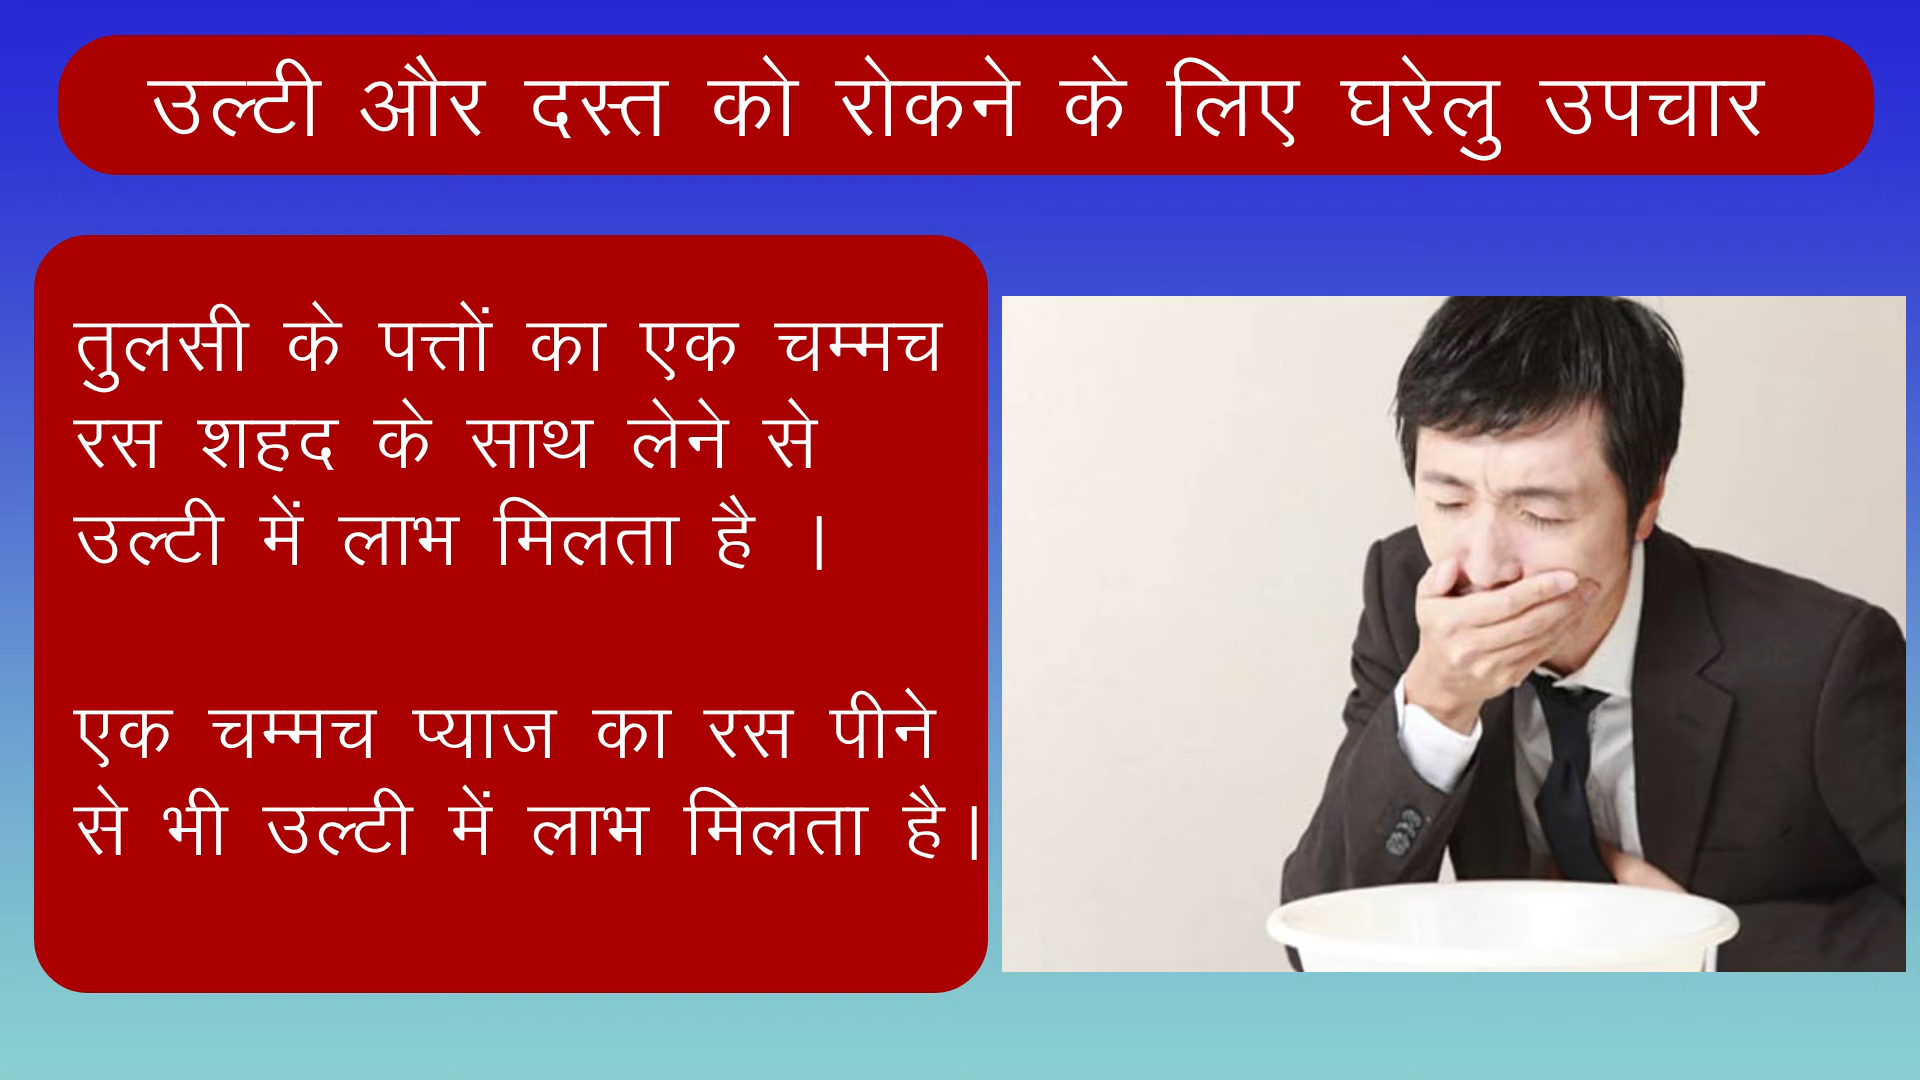 उल्टी और दस्त को रोकने के लिए घरेलु उपचार
तुलसी के पत्तों का एक चम्मच
रस शहद के साथ लेने से
उल्टी में लाभ मिलता है ।
एक चम्मच प्याज का रस पीने
से भी उल्टी में लाभ मिलता है।